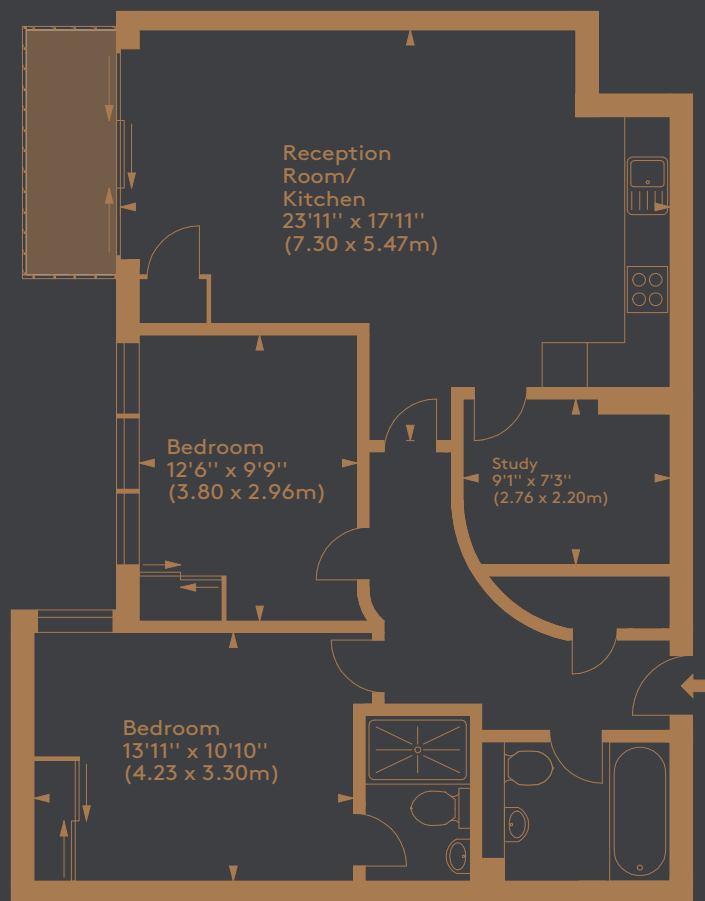 Reception
Room/
Kitchen
23'11'' x 17'11''
(7.30 x 5.47m)
Bedroom
12'6'' x 9'9''
(3.80 x 2.96m)
Study
9'1'' x 7'3''
(2.76 x 2.20m)
Bedroom
13'11'' x 10'10''
(4.23 x 3.30m)